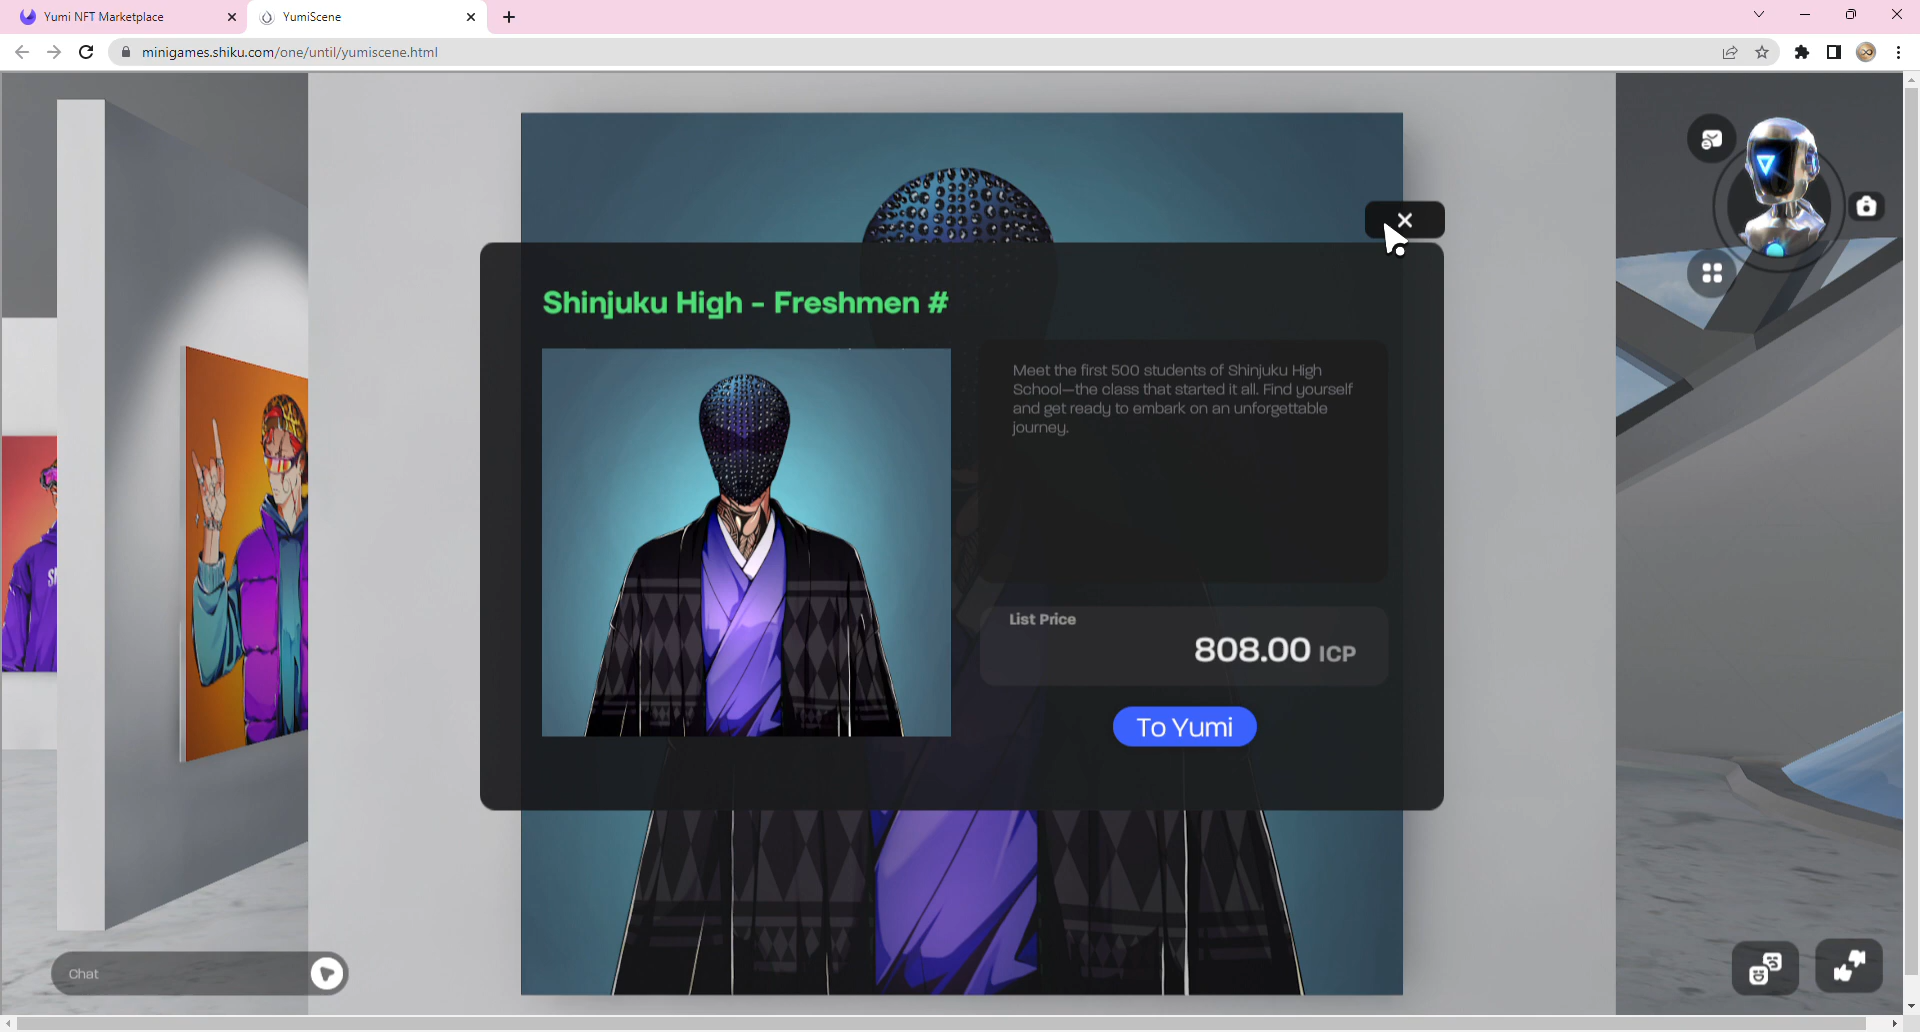 Yumi NFT Marketplace
YumiScene
minigames.shiku.com/one/until/yumiscene.html
Shinjuku High - Freshmen #
Meet the first 500 students of Shinjuku High
School—the class that started it all. Find yourself
and get ready to embark on an unforgettable
journey.
List Price
808.00 ICP
To Yumi
Chat